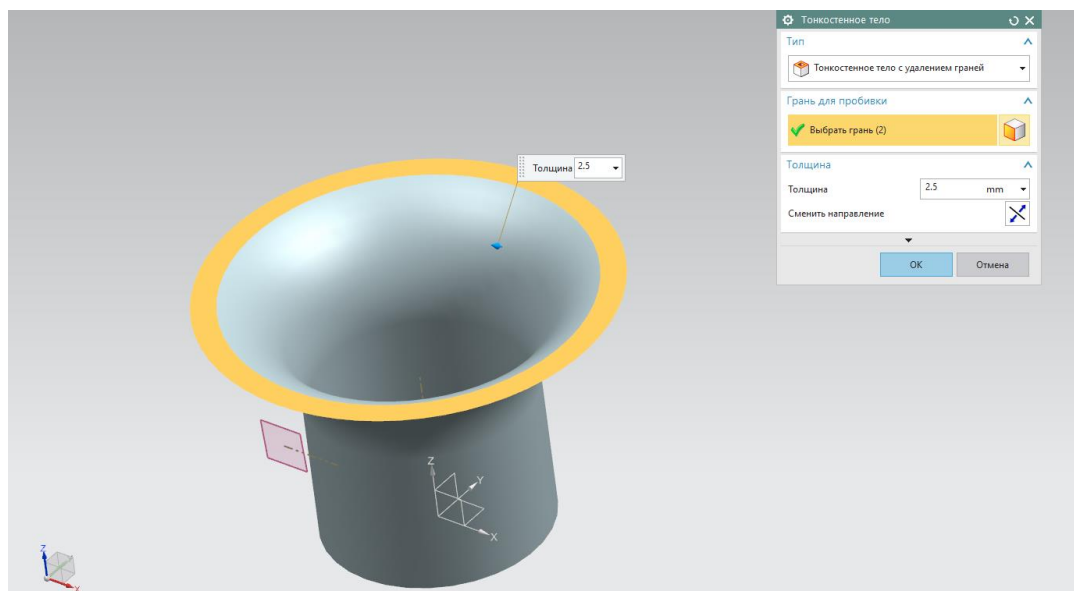 Тонкостенное тело
Тип
Тонкостенное тело с удалением граней
Грань для пробивки
Выбрать грань (2)
Толщина
Толщина 2.5 mm
Сменить направление
OK Отмена
Толщина 2.5
Z
Y
X
Z
X